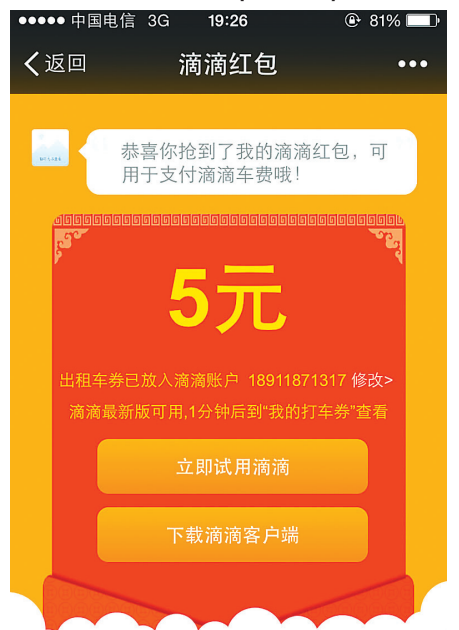 中国电信 3G 19:26 81%
返回 滴滴红包
恭喜你抢到了我的滴滴红包，可
用于支付滴滴车费哦！
5元
出租车券已放入滴滴账户 18911871317 修改>
滴滴最新版可用,1分钟后到“我的打车券”查看
立即试用滴滴
下载滴滴客户端